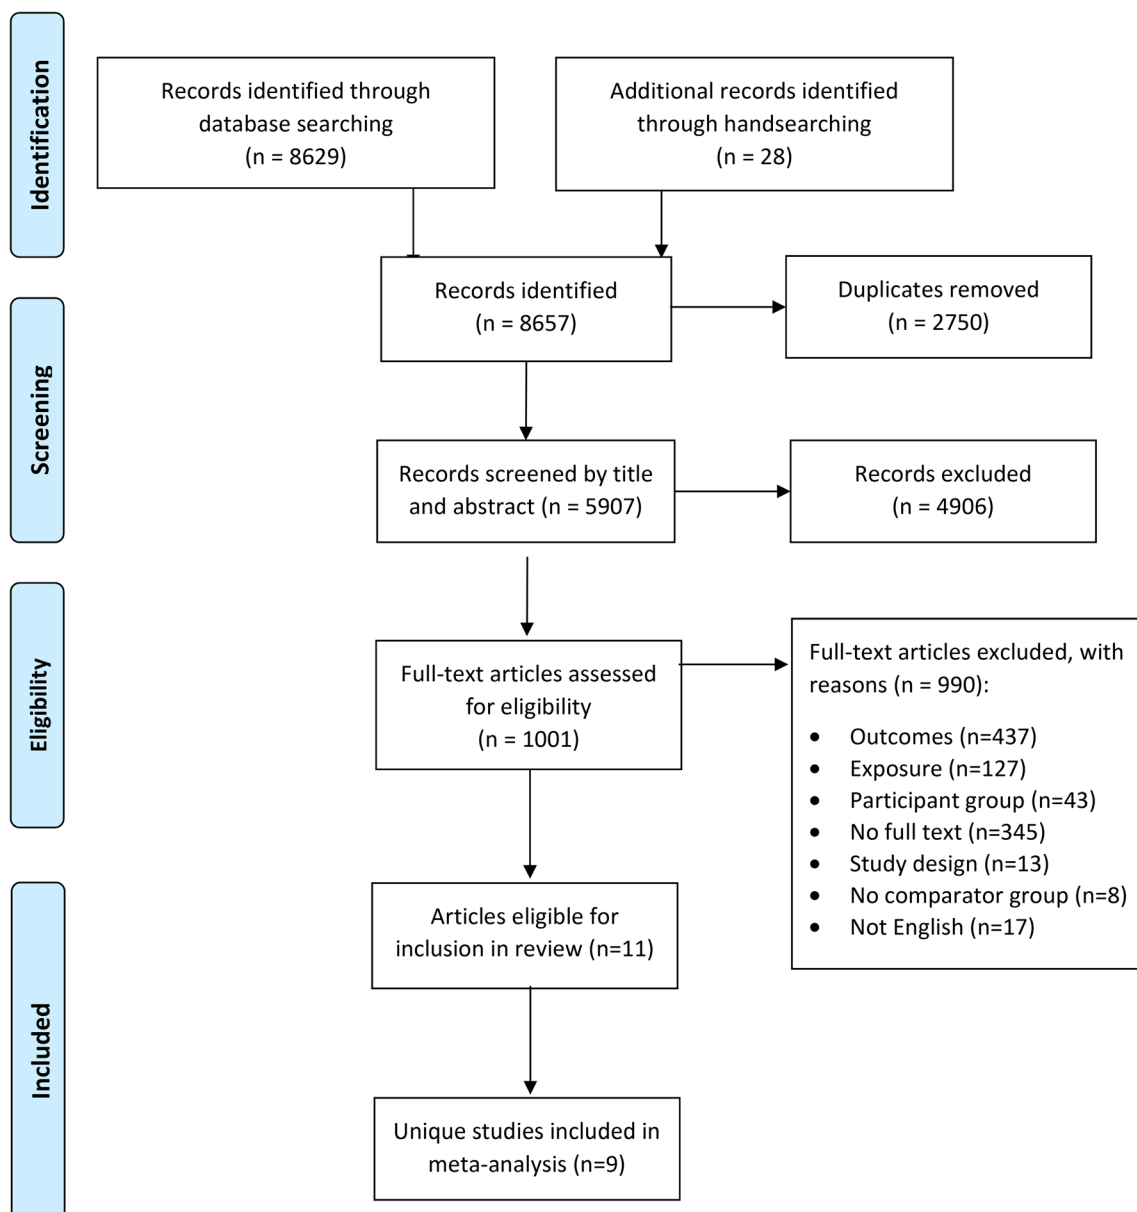 Identification
Records identified through
database searching
(n = 8629)
Additional records identified
through handsearching
(n = 28)
Records identified
(n = 8657)
Duplicates removed
(n = 2750)
Screening
Records screened by title
and abstract (n = 5907)
Records excluded
(n = 4906)
Eligibility
Full-text articles assessed
for eligibility
(n = 1001)
Full-text articles excluded, with
reasons (n = 990):
• Outcomes (n=437)
• Exposure (n=127)
• Participant group (n=43)
• No full text (n=345)
• Study design (n=13)
• No comparator group (n=8)
• Not English (n=17)
Included
Articles eligible for
inclusion in review (n=11)
Unique studies included in
meta-analysis (n=9)